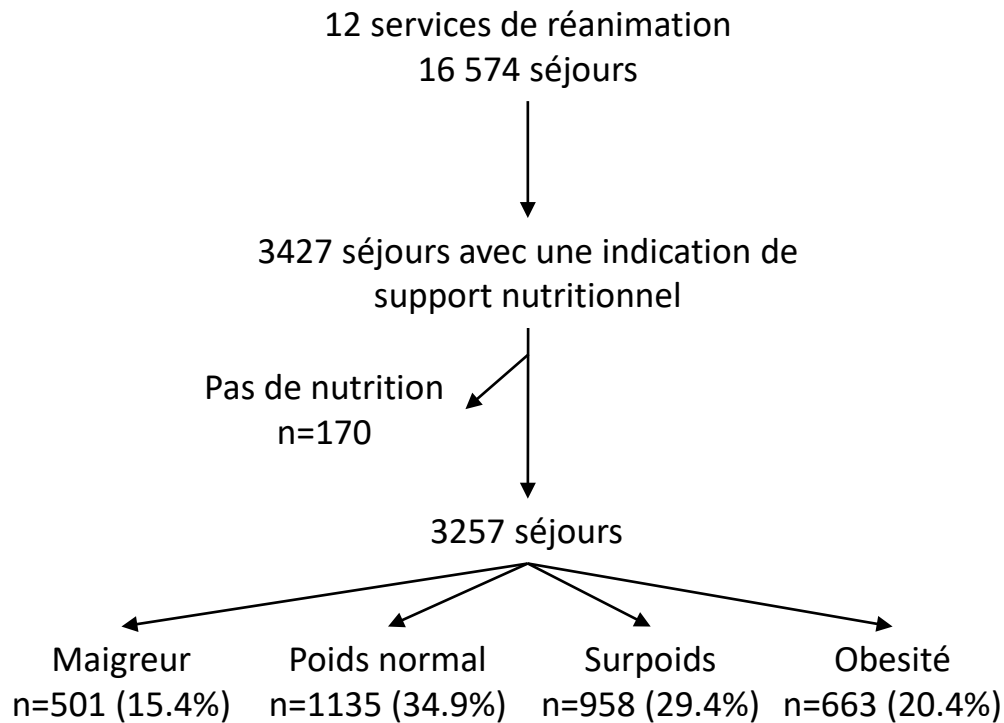 12 services de réanimation
16 574 séjours
3427 séjours avec une indication de
support nutritionnel
Pas de nutrition
n=170
3257 séjours
Maigreur
n=501 (15.4%)
Poids normal
n=1135 (34.9%)
Surpoids
n=958 (29.4%)
Obesité
n=663 (20.4%)